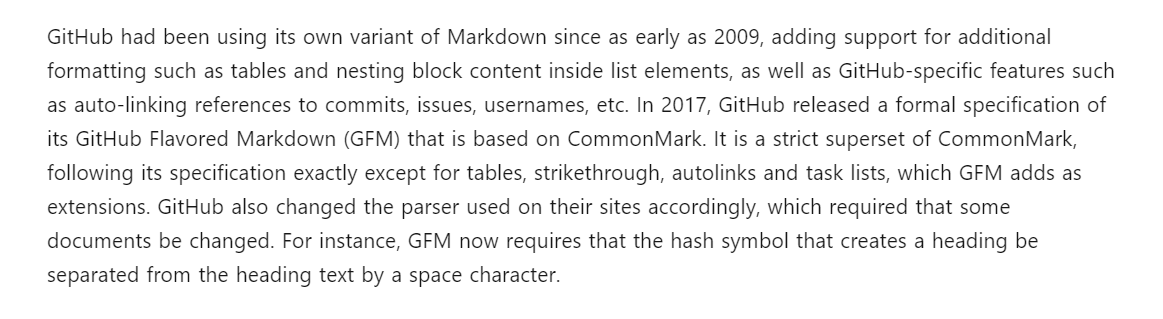 GitHub had been using its own variant of Markdown since as early as 2009, adding support for additional
formatting such as tables and nesting block content inside list elements, as well as GitHub-specific features such
as auto-linking references to commits, issues, usernames, etc. In 2017, GitHub released a formal specification of
its GitHub Flavored Markdown (GFM) that is based on CommonMark. It is a strict superset of CommonMark,
following its specification exactly except for tables, strikethrough, autolinks and task lists, which GFM adds as
extensions. GitHub also changed the parser used on their sites accordingly, which required that some
documents be changed. For instance, GFM now requires that the hash symbol that creates a heading be
separated from the heading text by a space character.